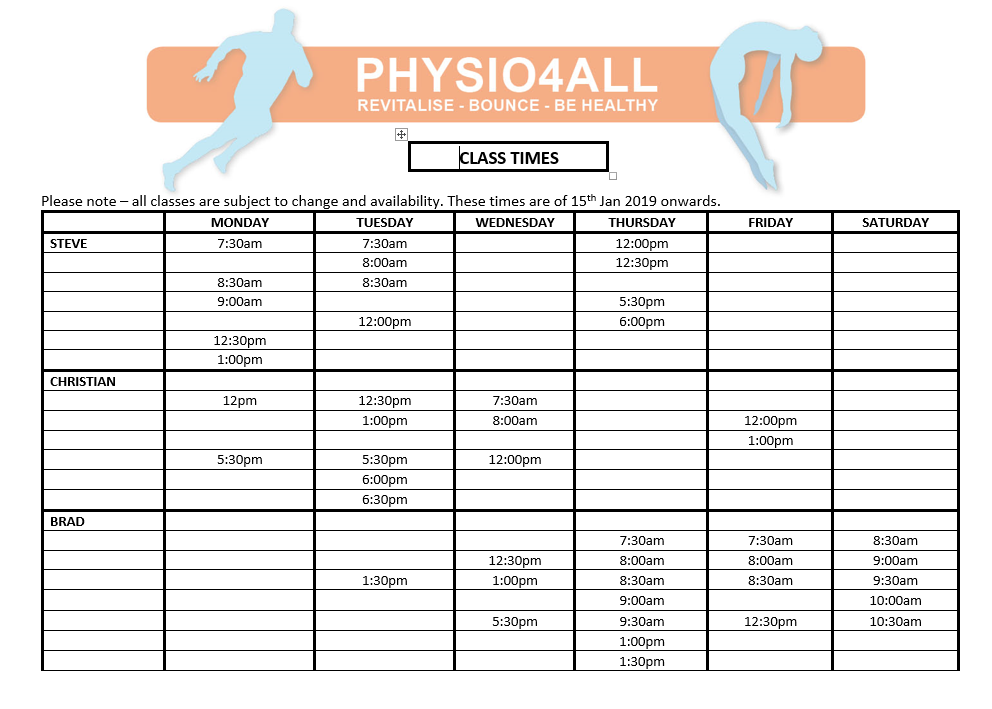 PHYSIO4ALL
REVITALISE - BOUNCE - BE HEALTHY
CLASS TIMES
Please note – all classes are subject to change and availability. These times are of 15th Jan 2019 onwards.
MONDAY TUESDAY WEDNESDAY THURSDAY FRIDAY SATURDAY
STEVE 7:30am 7:30am 12:00pm
8:00am 12:30pm
8:30am 8:30am
9:00am 5:30pm
12:00pm 6:00pm
12:30pm
1:00pm
CHRISTIAN
12pm 12:30pm 7:30am
1:00pm 8:00am 12:00pm
1:00pm
5:30pm 5:30pm 12:00pm
6:00pm
6:30pm
BRAD
7:30am 7:30am 8:30am
12:30pm 8:00am 8:00am 9:00am
1:30pm 1:00pm 8:30am 8:30am 9:30am
9:00am 10:00am
5:30pm 9:30am 12:30pm 10:30am
1:00pm
1:30pm